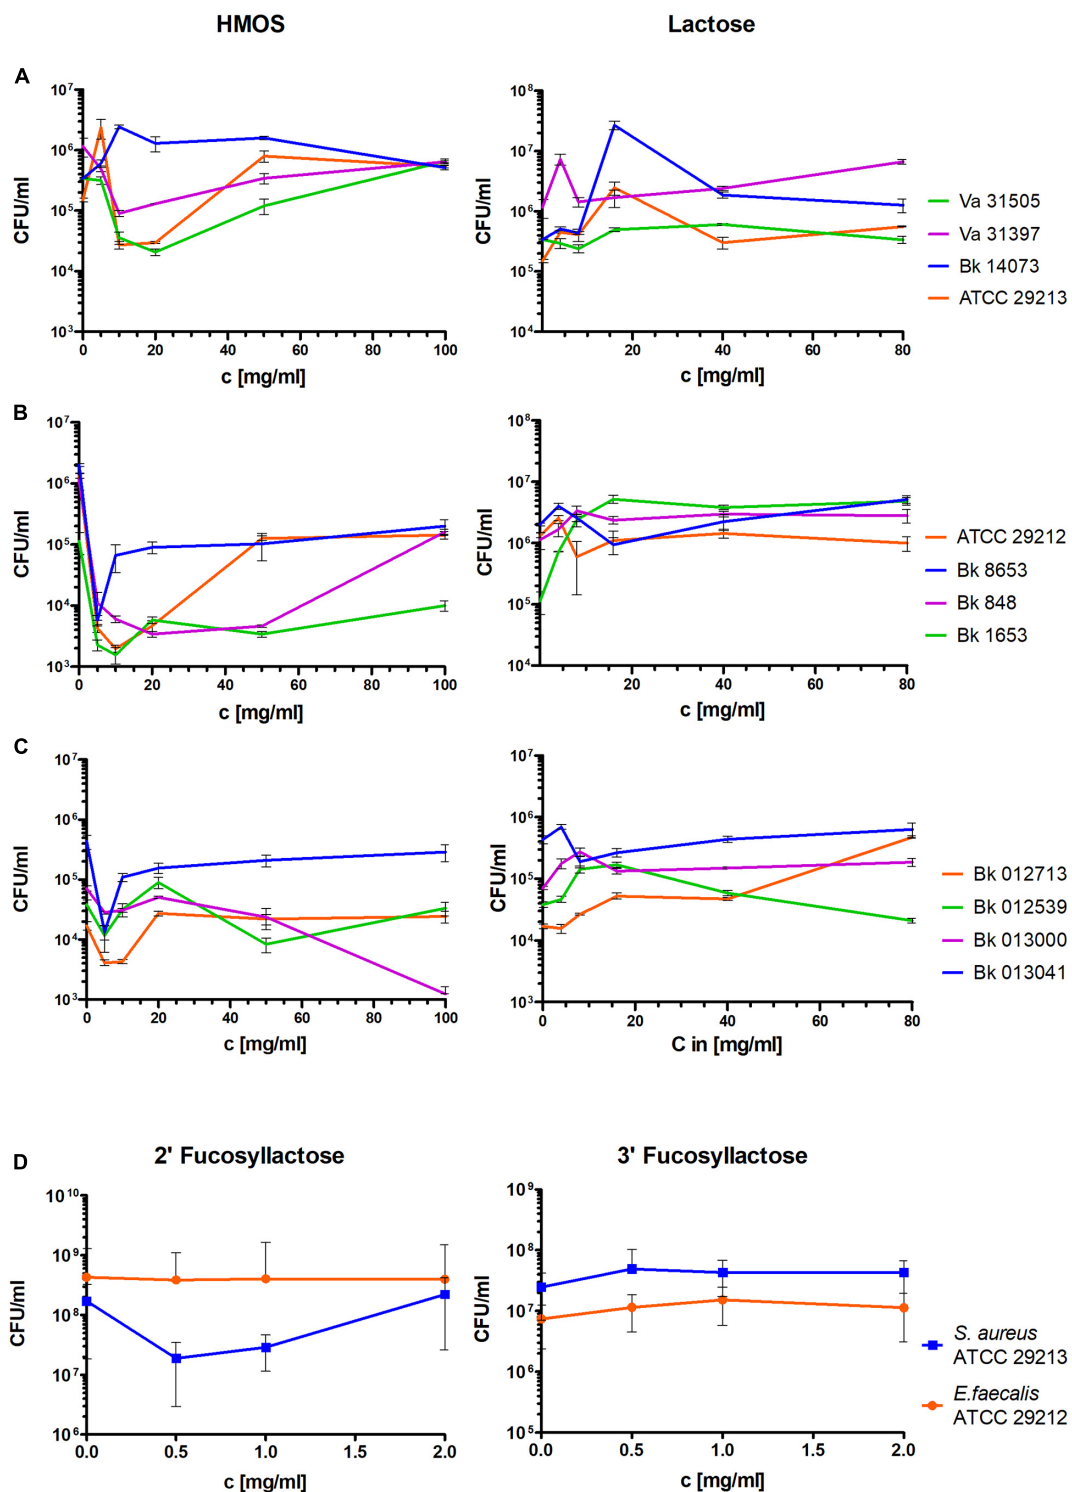 HMOS
Lactose
A
CFU/ml
10⁷
10⁶
10⁵
10⁴
10³
0 20 40 60 80 100
c [mg/ml]
CFU/ml
10⁸
10⁷
10⁶
10⁵
10⁴
20 40 60 80
c [mg/ml]
Va 31505
Va 31397
Bk 14073
ATCC 29213
B
CFU/ml
10⁷
10⁶
10⁵
10⁴
10³
0 20 40 60 80 100
c [mg/ml]
CFU/ml
10⁸
10⁷
10⁶
10⁵
10⁴
20 40 60 80
c [mg/ml]
ATCC 29212
Bk 8653
Bk 848
Bk 1653
C
CFU/ml
10⁷
10⁶
10⁵
10⁴
10³
0 20 40 60 80 100
c [mg/ml]
CFU/ml
10⁷
10⁶
10⁵
10⁴
10³
0 20 40 60 80
C in [mg/ml]
Bk 012713
Bk 012539
Bk 013000
Bk 013041
D
2' Fucosyllactose
3' Fucosyllactose
CFU/ml
10¹⁰
10⁹
10⁸
10⁷
10⁶
0.0 0.5 1.0 1.5 2.0
c [mg/ml]
CFU/ml
10⁹
10⁸
10⁷
10⁶
10⁵
0.0 0.5 1.0 1.5 2.0
c [mg/ml]
S. aureus
ATCC 29213
E.faecalis
ATCC 29212